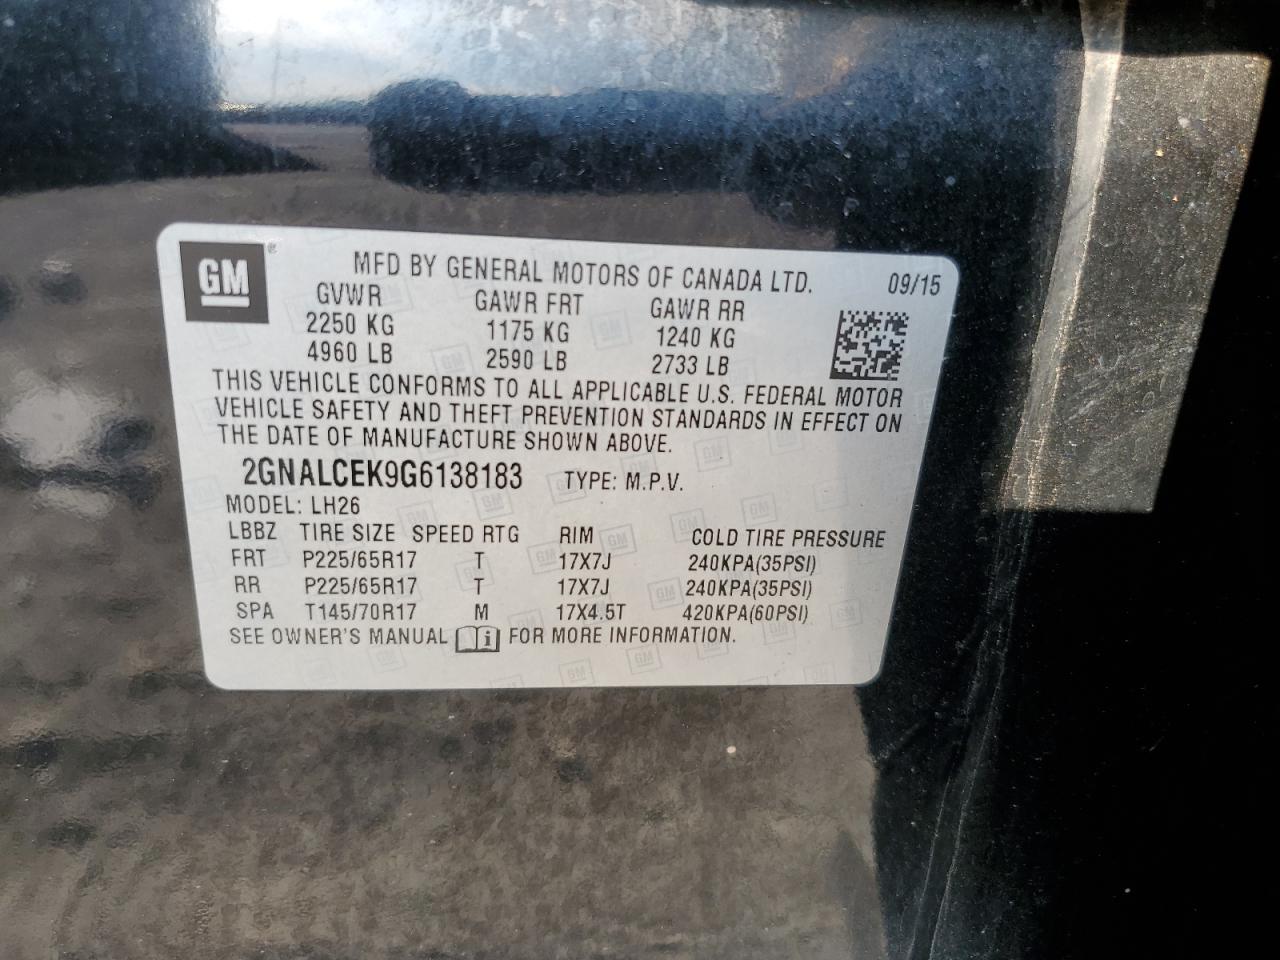 GM ®
MFD BY GENERAL MOTORS OF CANADA LTD. 09/15
GVWR GAWR FRT GAWR RR
2250 KG 1175 KG 1240 KG
4960 LB 2590 LB 2733 LB
THIS VEHICLE CONFORMS TO ALL APPLICABLE U.S. FEDERAL MOTOR
VEHICLE SAFETY AND THEFT PREVENTION STANDARDS IN EFFECT ON
THE DATE OF MANUFACTURE SHOWN ABOVE.
2GNALCEK9G6138183 TYPE: M.P.V.
MODEL: LH26
LBBZ TIRE SIZE SPEED RTG RIM COLD TIRE PRESSURE
FRT P225/65R17 T 17X7J 240KPA(35PSI)
RR P225/65R17 T 17X7J 240KPA(35PSI)
SPA T145/70R17 M 17X4.5T 420KPA(60PSI)
SEE OWNER'S MANUAL i FOR MORE INFORMATION.